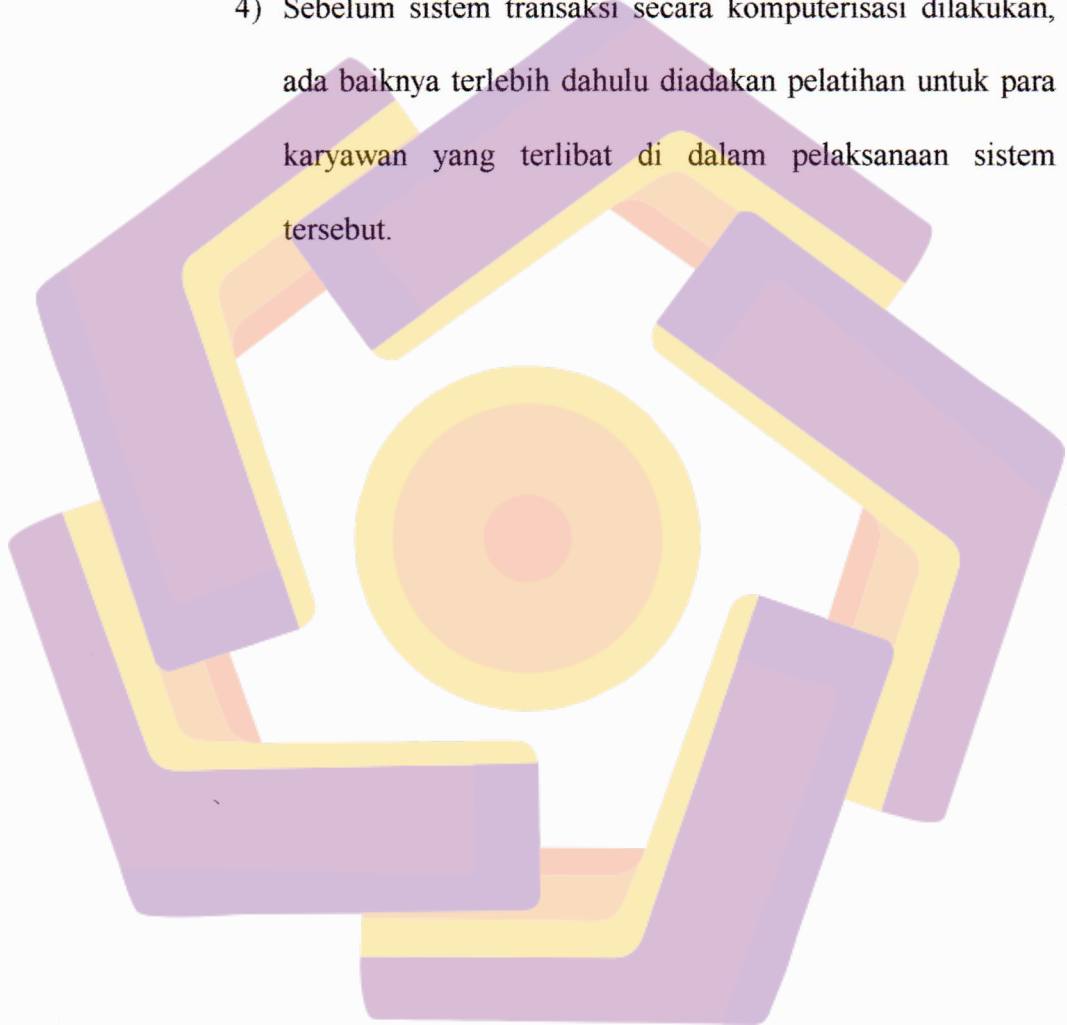 4) Sebelum sistem transaksi secara komputerisasi dilakukan,
ada baiknya terlebih dahulu diadakan pelatihan untuk para
karyawan yang terlibat di dalam pelaksanaan sistem
tersebut.